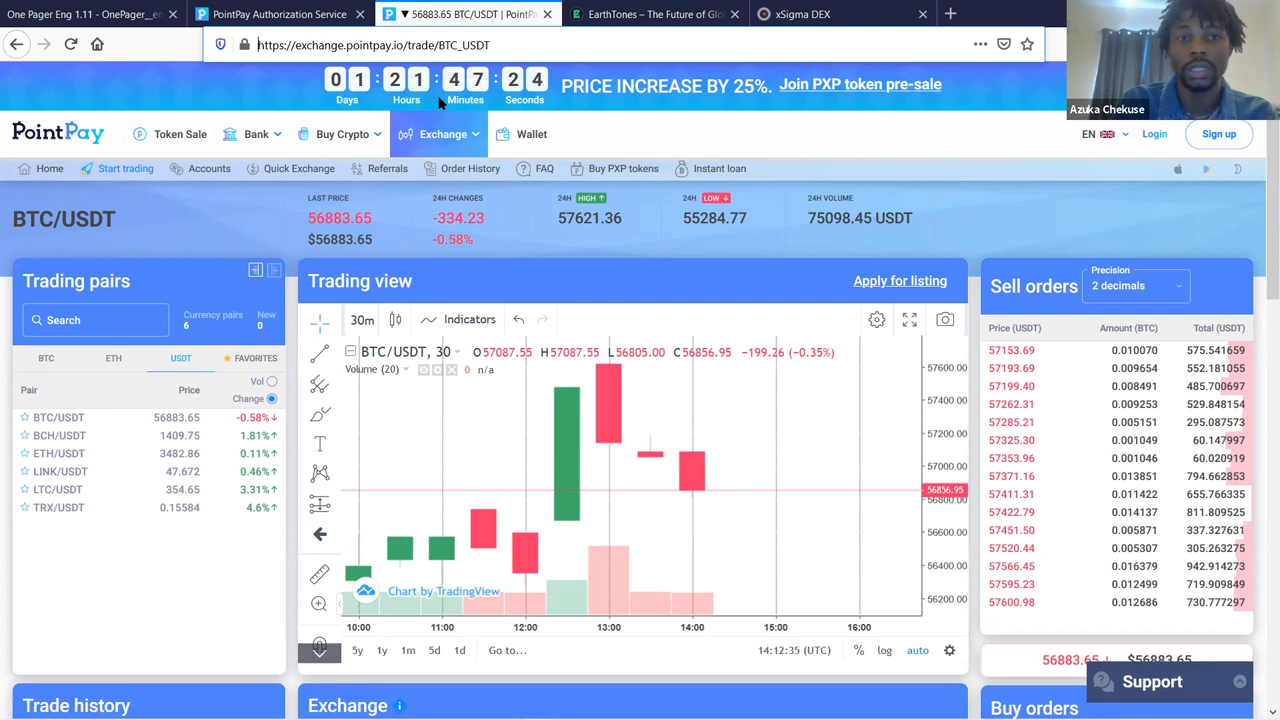 One Pager Eng 1.11 - OnePager_en
PointPay Authorization Service
▼ 56883.65 BTC/USDT | PointPa
EarthTones – The Future of Glo
xSigma DEX
https://exchange.pointpay.io/trade/BTC_USDT
Azuka Chekuse
01 : 21 : 47 : 24
Days Hours Minutes Seconds
PRICE INCREASE BY 25%. Join PXP token pre-sale
PointPay
Token Sale
Bank
Buy Crypto
Exchange
Wallet
EN
Login
Sign up
Home
Start trading
Accounts
Quick Exchange
Referrals
Order History
FAQ
Buy PXP tokens
Instant loan
BTC/USDT
LAST PRICE
56883.65
$56883.65
24H CHANGES
-334.23
-0.58%
24H HIGH ↑
57621.36
24H LOW ↓
55284.77
24H VOLUME
75098.45 USDT
Trading pairs
Search
Currency pairs
6
New
0
BTC ETH USDT FAVORITES
Vol
Pair Price Change
BTC/USDT 56883.65 -0.58%↓
BCH/USDT 1409.75 1.81%↑
ETH/USDT 3482.86 0.11%↑
LINK/USDT 47.672 0.46%↑
LTC/USDT 354.65 3.31%↑
TRX/USDT 0.15584 4.6%↑
Trade history
Trading view
Apply for listing
30m Indicators
BTC/USDT, 30 O57087.55 H57087.55 L56805.00 C56856.95 -199.26 (-0.35%)
Volume (20) 0 n/a
57600.00
57400.00
57200.00
57000.00
56856.95
56800.00
56600.00
56400.00
56200.00
Chart by TradingView
10:00 11:00 12:00 13:00 14:00 15:00 16:00
5y 1y 1m 5d 1d Go to... 14:12:35 (UTC) % log auto
Exchange
Sell orders
Precision
2 decimals
Price (USDT) Amount (BTC) Total (USDT)
57153.69 0.010070 575.541659
57193.69 0.009654 552.181055
57199.40 0.008491 485.700697
57262.31 0.009253 529.848154
57285.21 0.005151 295.087573
57325.30 0.001049 60.147997
57353.96 0.001046 60.020919
57371.16 0.013851 794.662853
57411.31 0.011422 655.766335
57422.79 0.014137 811.809525
57451.50 0.005871 337.327631
57520.44 0.005307 305.263275
57566.45 0.016379 942.914273
57595.23 0.012499 719.909849
57600.98 0.012686 730.777297
56883.65↓ $56883.65
Support
Buy orders